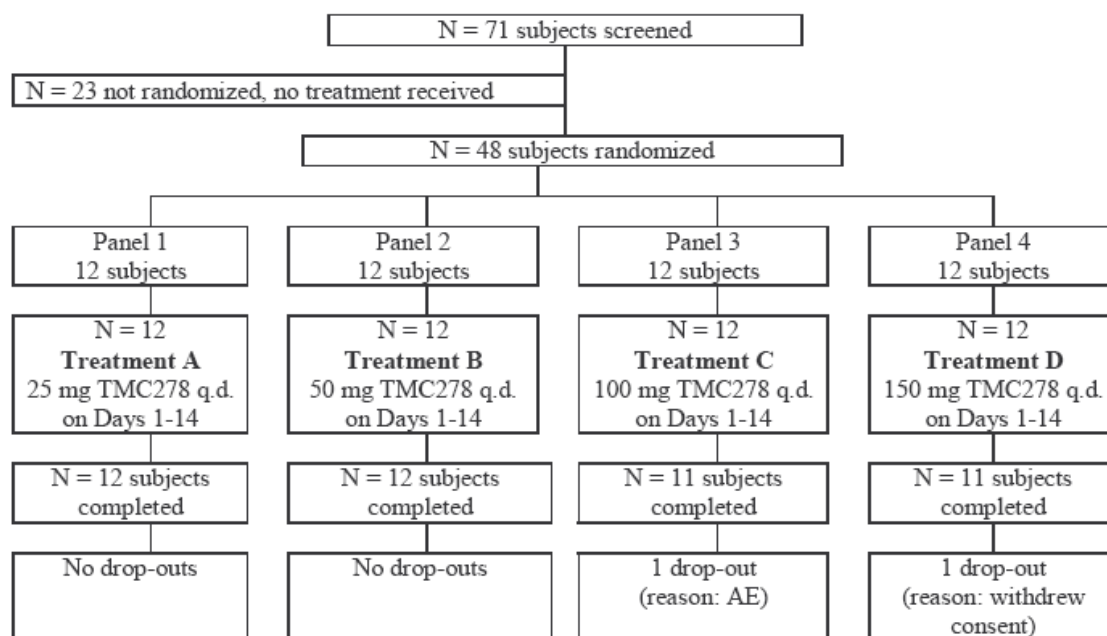 N = 71 subjects screened
N = 23 not randomized, no treatment received
N = 48 subjects randomized
Panel 1
12 subjects
Panel 2
12 subjects
Panel 3
12 subjects
Panel 4
12 subjects
N = 12
Treatment A
25 mg TMC278 q.d.
on Days 1-14
N = 12
Treatment B
50 mg TMC278 q.d.
on Days 1-14
N = 12
Treatment C
100 mg TMC278 q.d.
on Days 1-14
N = 12
Treatment D
150 mg TMC278 q.d.
on Days 1-14
N = 12 subjects
completed
N = 12 subjects
completed
N = 11 subjects
completed
N = 11 subjects
completed
No drop-outs
No drop-outs
1 drop-out
(reason: AE)
1 drop-out
(reason: withdrew
consent)